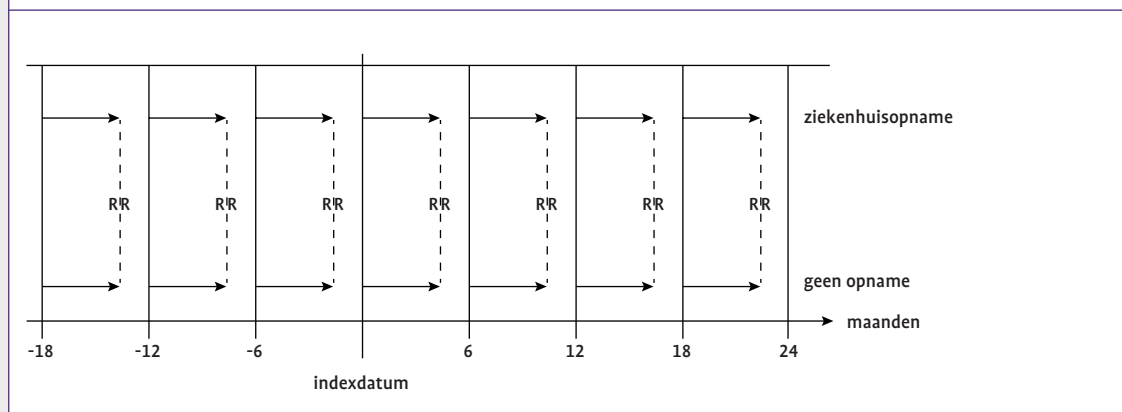 ziekenhuisopname
RR RR RR RR RR RR RR
geen opname
maanden
-18 -12 -6 6 12 18 24
indexdatum